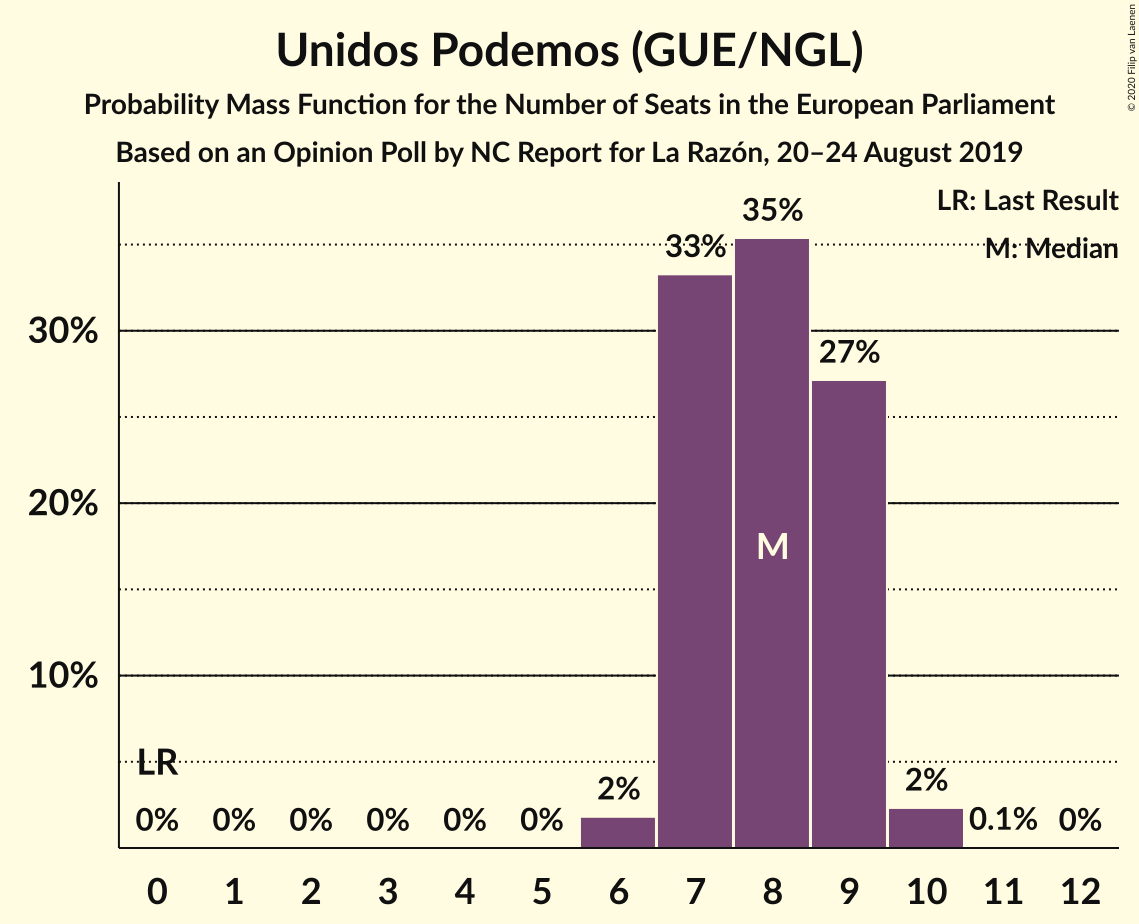 Unidos Podemos (GUE/NGL)
Probability Mass Function for the Number of Seats in the European Parliament
Based on an Opinion Poll by NC Report for La Razón, 20–24 August 2019
© 2020 Filip van Laenen
LR: Last Result
M: Median
35%
33%
30%
27%
20%
M
10%
LR
0% 0% 0% 0% 0% 0% 2% 2% 0.1% 0%
0 1 2 3 4 5 6 7 8 9 10 11 12